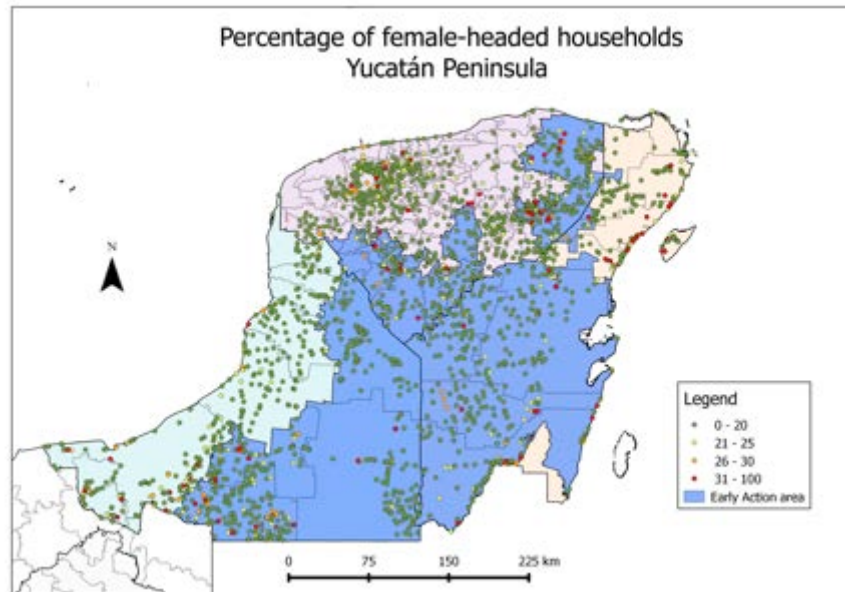 Percentage of female-headed households
Yucatán Peninsula
N
Legend
0 - 20
21 - 25
26 - 30
31 - 100
Early Action area
0 75 150 225 km